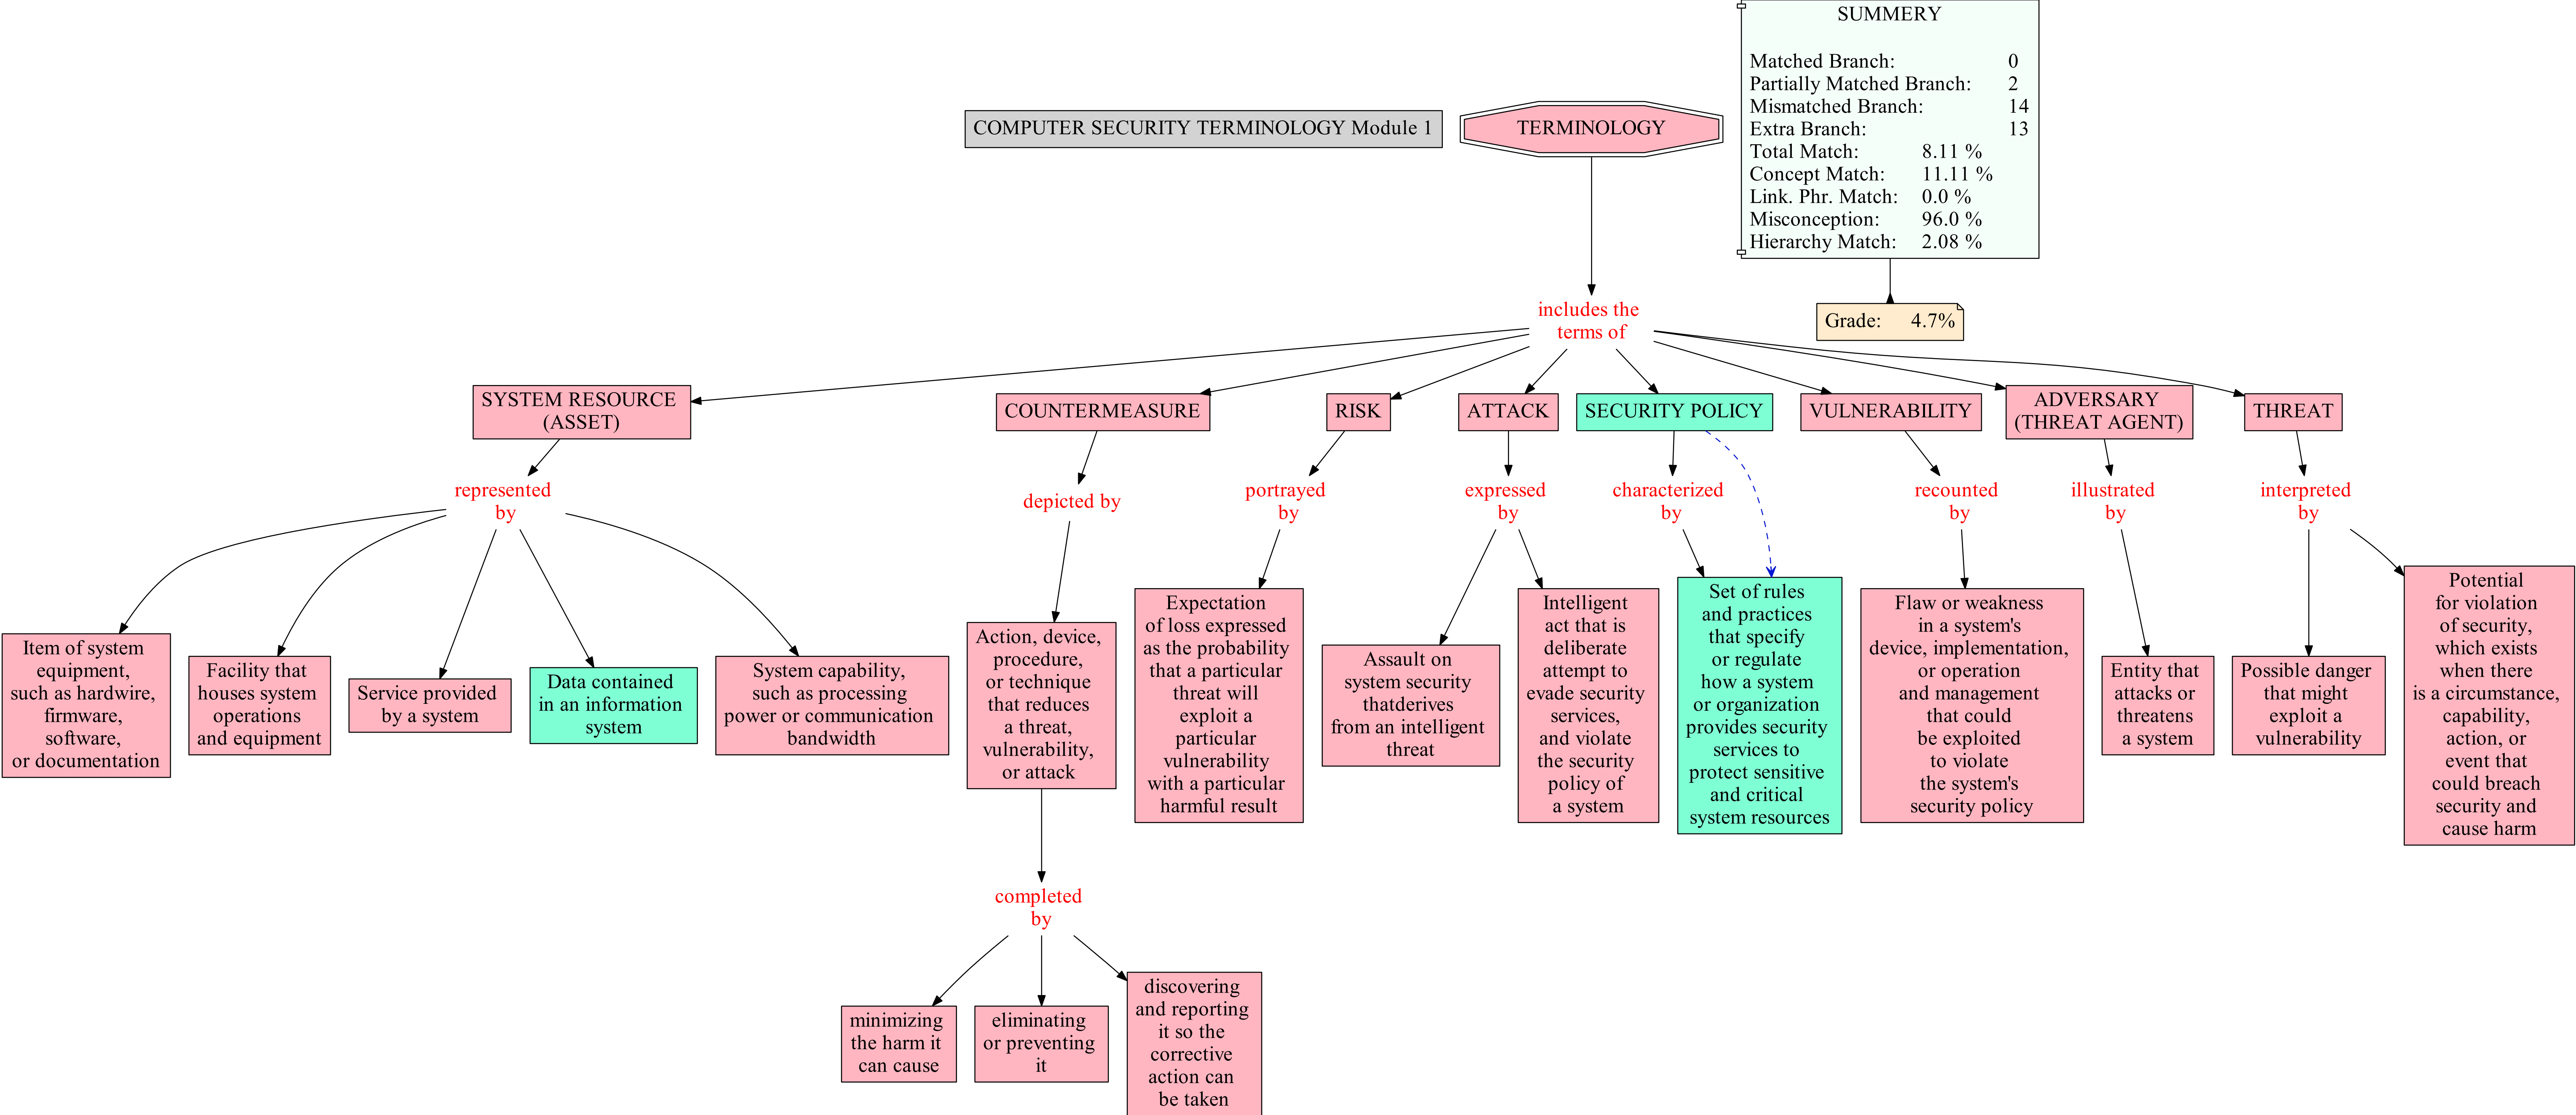 SUMMERY
Matched Branch: 0
Partially Matched Branch: 2
Mismatched Branch: 14
Extra Branch: 13
Total Match: 8.11 %
Concept Match: 11.11 %
Link. Phr. Match: 0.0 %
Misconception: 96.0 %
Hierarchy Match: 2.08 %
Grade: 4.7%
COMPUTER SECURITY TERMINOLOGY Module 1
TERMINOLOGY
includes the
terms of
SYSTEM RESOURCE
(ASSET)
COUNTERMEASURE
RISK
ATTACK
SECURITY POLICY
VULNERABILITY
ADVERSARY
(THREAT AGENT)
THREAT
represented
by
depicted by
portrayed
by
expressed
by
characterized
by
recounted
by
illustrated
by
interpreted
by
Item of system
equipment,
such as hardwire,
firmware,
software,
or documentation
Facility that
houses system
operations
and equipment
Service provided
by a system
Data contained
in an information
system
System capability,
such as processing
power or communication
bandwidth
Action, device,
procedure,
or technique
that reduces
a threat,
vulnerability,
or attack
Expectation
of loss expressed
as the probability
that a particular
threat will
exploit a
particular
vulnerability
with a particular
harmful result
Assault on
system security
thatderives
from an intelligent
threat
Intelligent
act that is
deliberate
attempt to
evade security
services,
and violate
the security
policy of
a system
Set of rules
and practices
that specify
or regulate
how a system
or organization
provides security
services to
protect sensitive
and critical
system resources
Flaw or weakness
in a system's
device, implementation,
or operation
and management
that could
be exploited
to violate
the system's
security policy
Entity that
attacks or
threatens
a system
Possible danger
that might
exploit a
vulnerability
Potential
for violation
of security,
which exists
when there
is a circumstance,
capability,
action, or
event that
could breach
security and
cause harm
completed
by
minimizing
the harm it
can cause
eliminating
or preventing
it
discovering
and reporting
it so the
corrective
action can
be taken